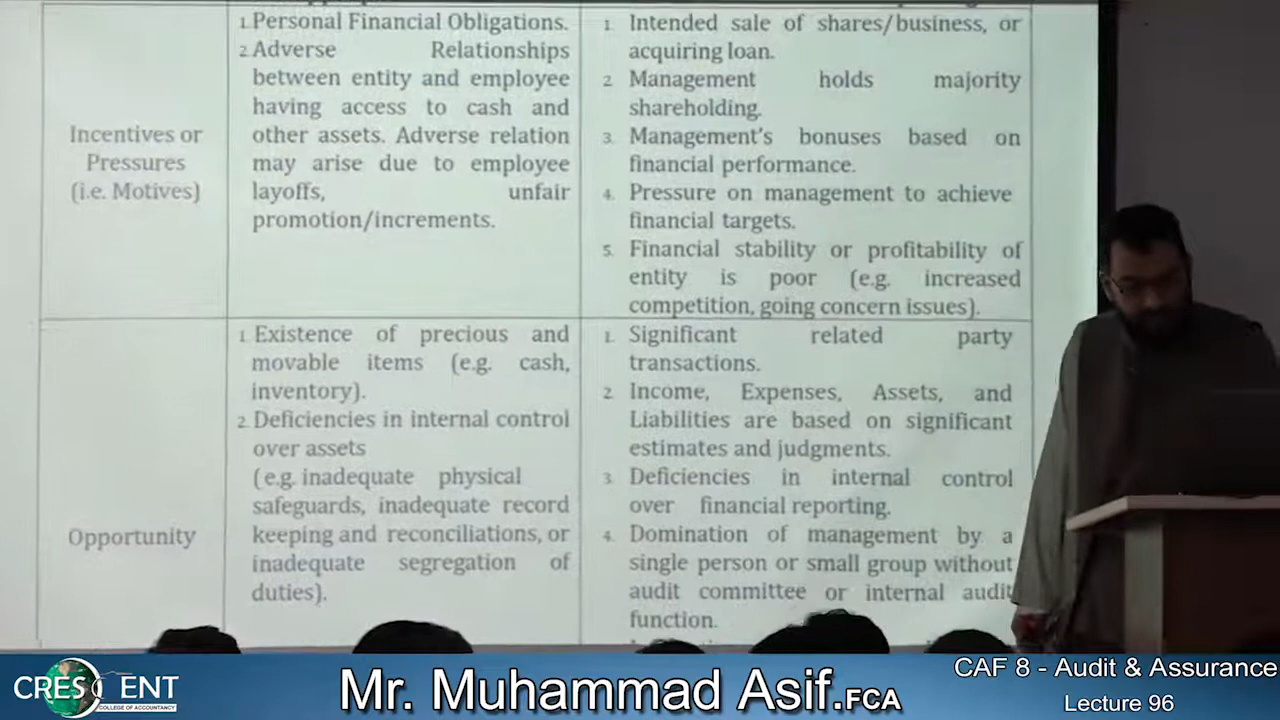 Incentives or
Pressures
(i.e. Motives)
1. Personal Financial Obligations.
2. Adverse Relationships
between entity and employee
having access to cash and
other assets. Adverse relation
may arise due to employee
layoffs, unfair
promotion/increments.
1. Intended sale of shares/business, or
acquiring loan.
2. Management holds majority
shareholding.
3. Management's bonuses based on
financial performance.
4. Pressure on management to achieve
financial targets.
5. Financial stability or profitability of
entity is poor (e.g. increased
competition, going concern issues).
Opportunity
1. Existence of precious and
movable items (e.g. cash,
inventory).
2. Deficiencies in internal control
over assets
(e.g. inadequate physical
safeguards, inadequate record
keeping and reconciliations, or
inadequate segregation of
duties).
1. Significant related party
transactions.
2. Income, Expenses, Assets, and
Liabilities are based on significant
estimates and judgments.
3. Deficiencies in internal control
over financial reporting.
4. Domination of management by a
single person or small group without
audit committee or internal audit
function.
CRESCENT
COLLEGE OF ACCOUNTANCY
Mr. Muhammad Asif.FCA
CAF 8 - Audit & Assurance
Lecture 96